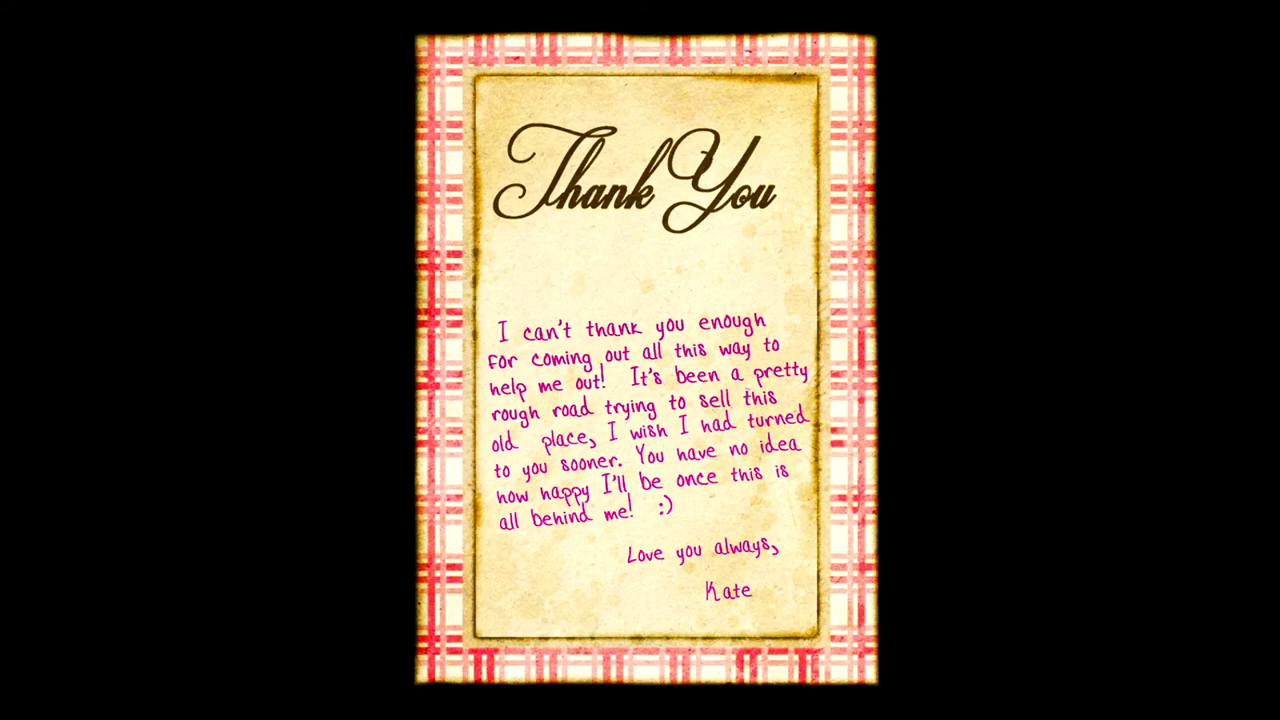 Thank You
I can't thank you enough
for coming out all this way to
help me out! It's been a pretty
rough road trying to sell this
old place, I wish I had turned
to you sooner. You have no idea
how happy I'll be once this is
all behind me! :)
Love you always,
Kate